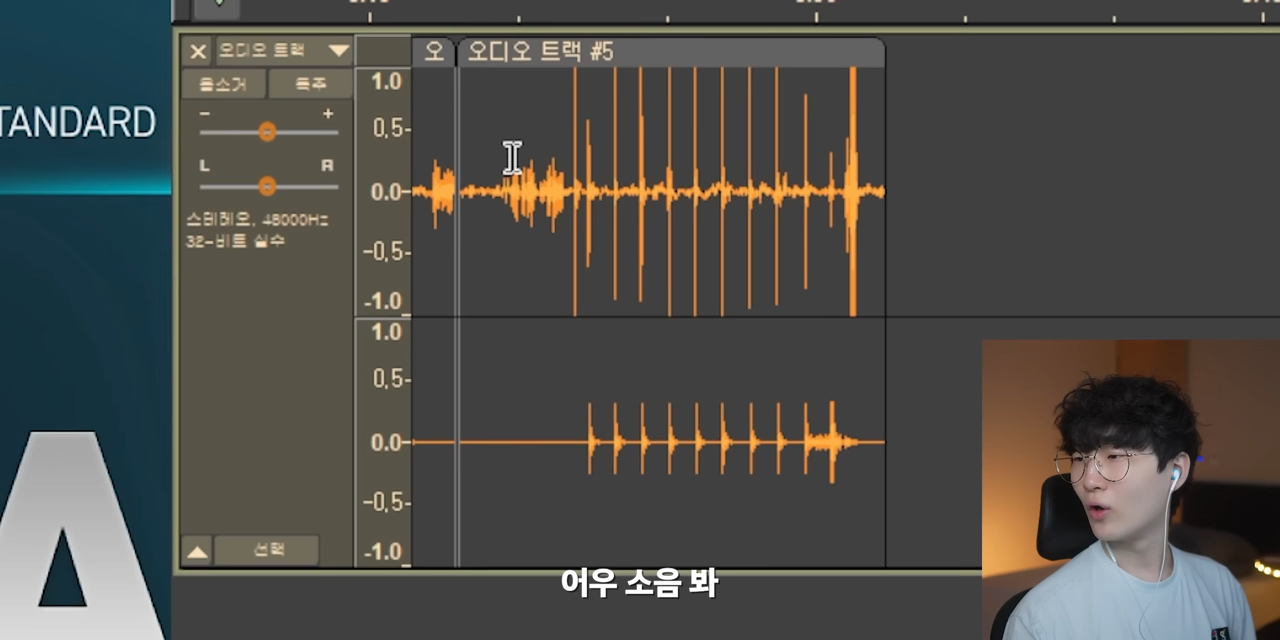 TANDARD
A
오디오 트랙
오 오디오 트랙 #5
음소거 독주
- +
L R
스테레오, 48000Hz
32-비트 실수
1.0
0.5-
0.0-
-0.5-
-1.0
1.0
0.5-
0.0-
-0.5-
-1.0
선택
어우 소음 봐